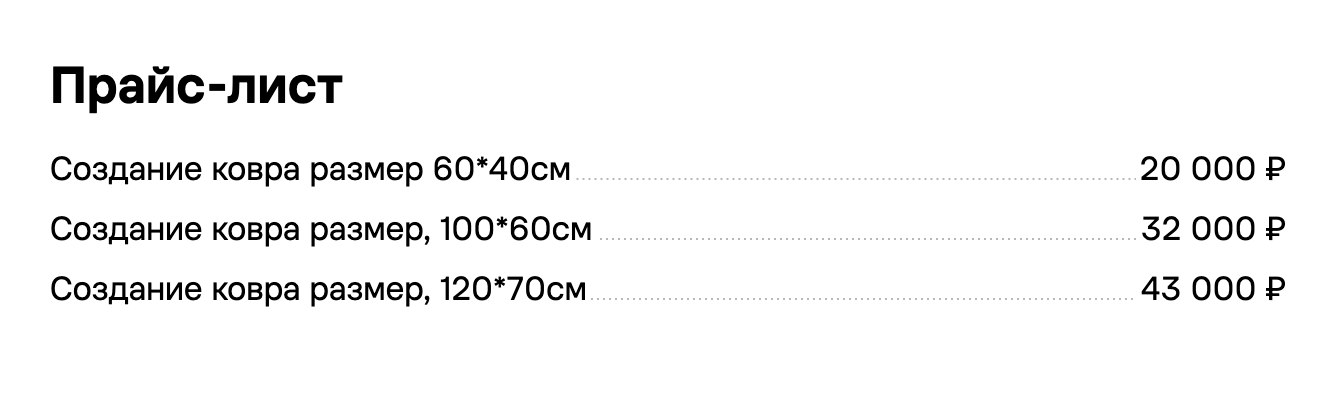 Прайс-лист
Создание ковра размер 60*40см 20 000 ₽
Создание ковра размер, 100*60см 32 000 ₽
Создание ковра размер, 120*70см 43 000 ₽